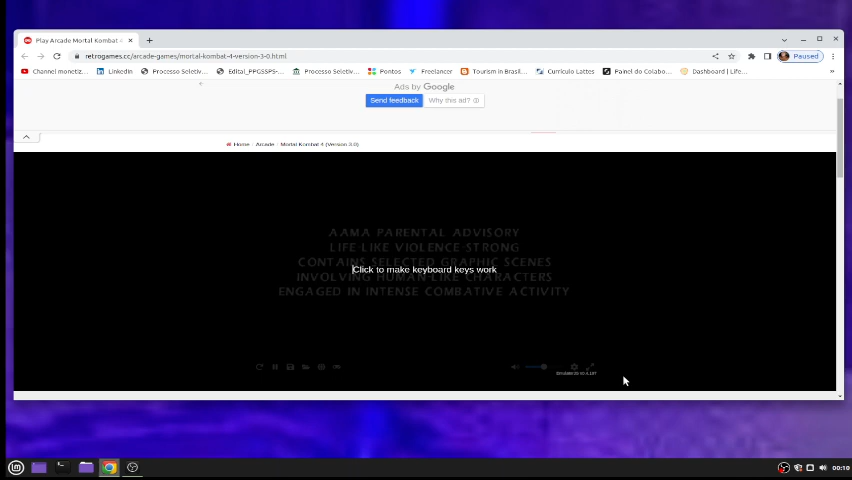 Play Arcade Mortal Kombat 4
retrogames.cc/arcade-games/mortal-kombat-4-version-3-0.html
Paused
Channel monetiz...
LinkedIn
Processo Seletiv...
Edital_PPGSSPS-...
Processo Seletiv...
Pontos
Freelancer
Tourism in Brasil...
Currículo Lattes
Painel do Colabo...
Dashboard | Life...
Ads by Google
Send feedback
Why this ad?
Home
Arcade
Mortal Kombat 4 (Version 3.0)
AAMA PARENTAL ADVISORY
LIFE-LIKE VIOLENCE-STRONG
CONTAINS SELECTED GRAPHIC SCENES
Click to make keyboard keys work
INVOLVING HUMAN-LIKE CHARACTERS
ENGAGED IN INTENSE COMBATIVE ACTIVITY
00:10